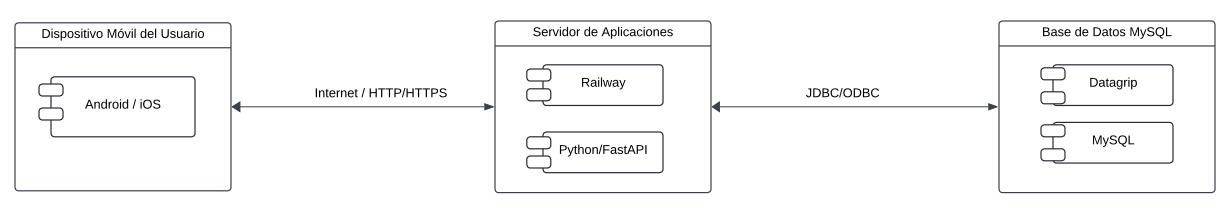 Dispositivo Móvil del Usuario
Android / iOS
Internet / HTTP/HTTPS
Servidor de Aplicaciones
Railway
Python/FastAPI
JDBC/ODBC
Base de Datos MySQL
Datagrip
MySQL